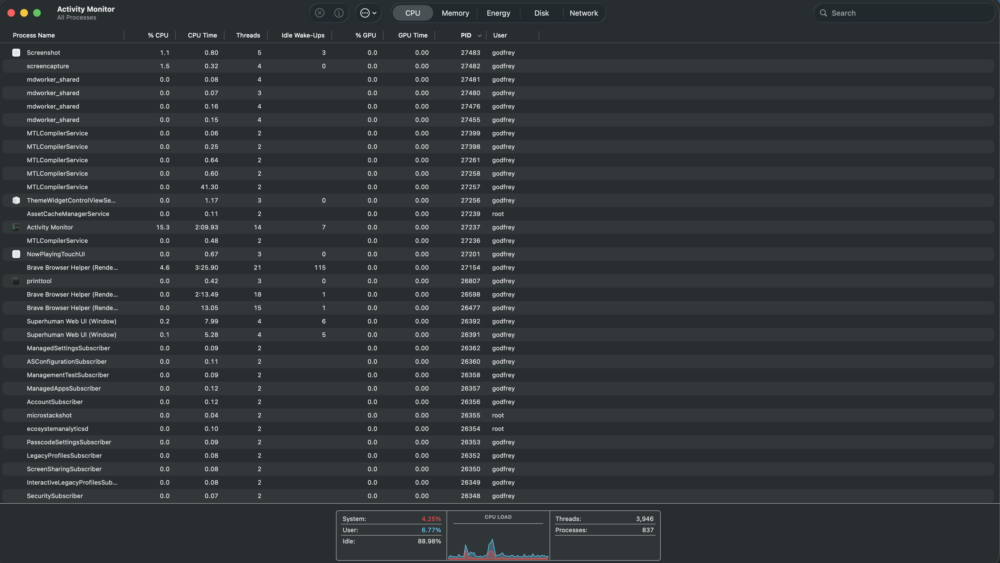 Activity Monitor
All Processes
CPU Memory Energy Disk Network
Search
Process Name % CPU CPU Time Threads Idle Wake-Ups % GPU GPU Time PID User
Screenshot 1.1 0.80 5 3 0.0 0.00 27483 godfrey
screencapture 1.5 0.32 4 0 0.0 0.00 27482 godfrey
mdworker_shared 0.0 0.08 4 0.0 0.00 27481 godfrey
mdworker_shared 0.0 0.07 3 0.0 0.00 27480 godfrey
mdworker_shared 0.0 0.16 4 0.0 0.00 27476 godfrey
mdworker_shared 0.0 0.15 4 0.0 0.00 27455 godfrey
MTLCompilerService 0.0 0.06 2 0.0 0.00 27399 godfrey
MTLCompilerService 0.0 0.25 2 0.0 0.00 27398 godfrey
MTLCompilerService 0.0 0.64 2 0.0 0.00 27261 godfrey
MTLCompilerService 0.0 0.60 2 0.0 0.00 27258 godfrey
MTLCompilerService 0.0 41.30 2 0.0 0.00 27257 godfrey
ThemeWidgetControlViewSe... 0.0 1.17 3 0 0.0 0.00 27256 godfrey
AssetCacheManagerService 0.0 0.11 2 0.0 0.00 27239 root
Activity Monitor 15.3 2:09.93 14 7 0.0 0.00 27237 godfrey
MTLCompilerService 0.0 0.48 2 0.0 0.00 27236 godfrey
NowPlayingTouchUI 0.0 0.67 3 0 0.0 0.00 27201 godfrey
Brave Browser Helper (Rende... 4.6 3:25.90 21 115 0.0 0.00 27154 godfrey
printtool 0.0 0.42 3 0 0.0 0.00 26807 godfrey
Brave Browser Helper (Rende... 0.0 2:13.49 18 1 0.0 0.00 26598 godfrey
Brave Browser Helper (Rende... 0.0 13.05 15 1 0.0 0.00 26477 godfrey
Superhuman Web UI (Window) 0.2 7.99 4 6 0.0 0.00 26392 godfrey
Superhuman Web UI (Window) 0.1 5.28 4 5 0.0 0.00 26391 godfrey
ManagedSettingsSubscriber 0.0 0.09 2 0.0 0.00 26362 godfrey
ASConfigurationSubscriber 0.0 0.11 2 0.0 0.00 26360 godfrey
ManagementTestSubscriber 0.0 0.09 2 0.0 0.00 26358 godfrey
ManagedAppsSubscriber 0.0 0.12 2 0.0 0.00 26357 godfrey
AccountSubscriber 0.0 0.12 2 0.0 0.00 26356 godfrey
microstackshot 0.0 0.04 2 0.0 0.00 26355 root
ecosystemanalyticsd 0.0 0.10 2 0.0 0.00 26354 root
PasscodeSettingsSubscriber 0.0 0.09 2 0.0 0.00 26353 godfrey
LegacyProfilesSubscriber 0.0 0.08 2 0.0 0.00 26352 godfrey
ScreenSharingSubscriber 0.0 0.08 2 0.0 0.00 26350 godfrey
InteractiveLegacyProfilesSub... 0.0 0.08 2 0.0 0.00 26349 godfrey
SecuritySubscriber 0.0 0.07 2 0.0 0.00 26348 godfrey
System: 4.25% CPU LOAD Threads: 3,946
User: 6.77% Processes: 837
Idle: 88.98%